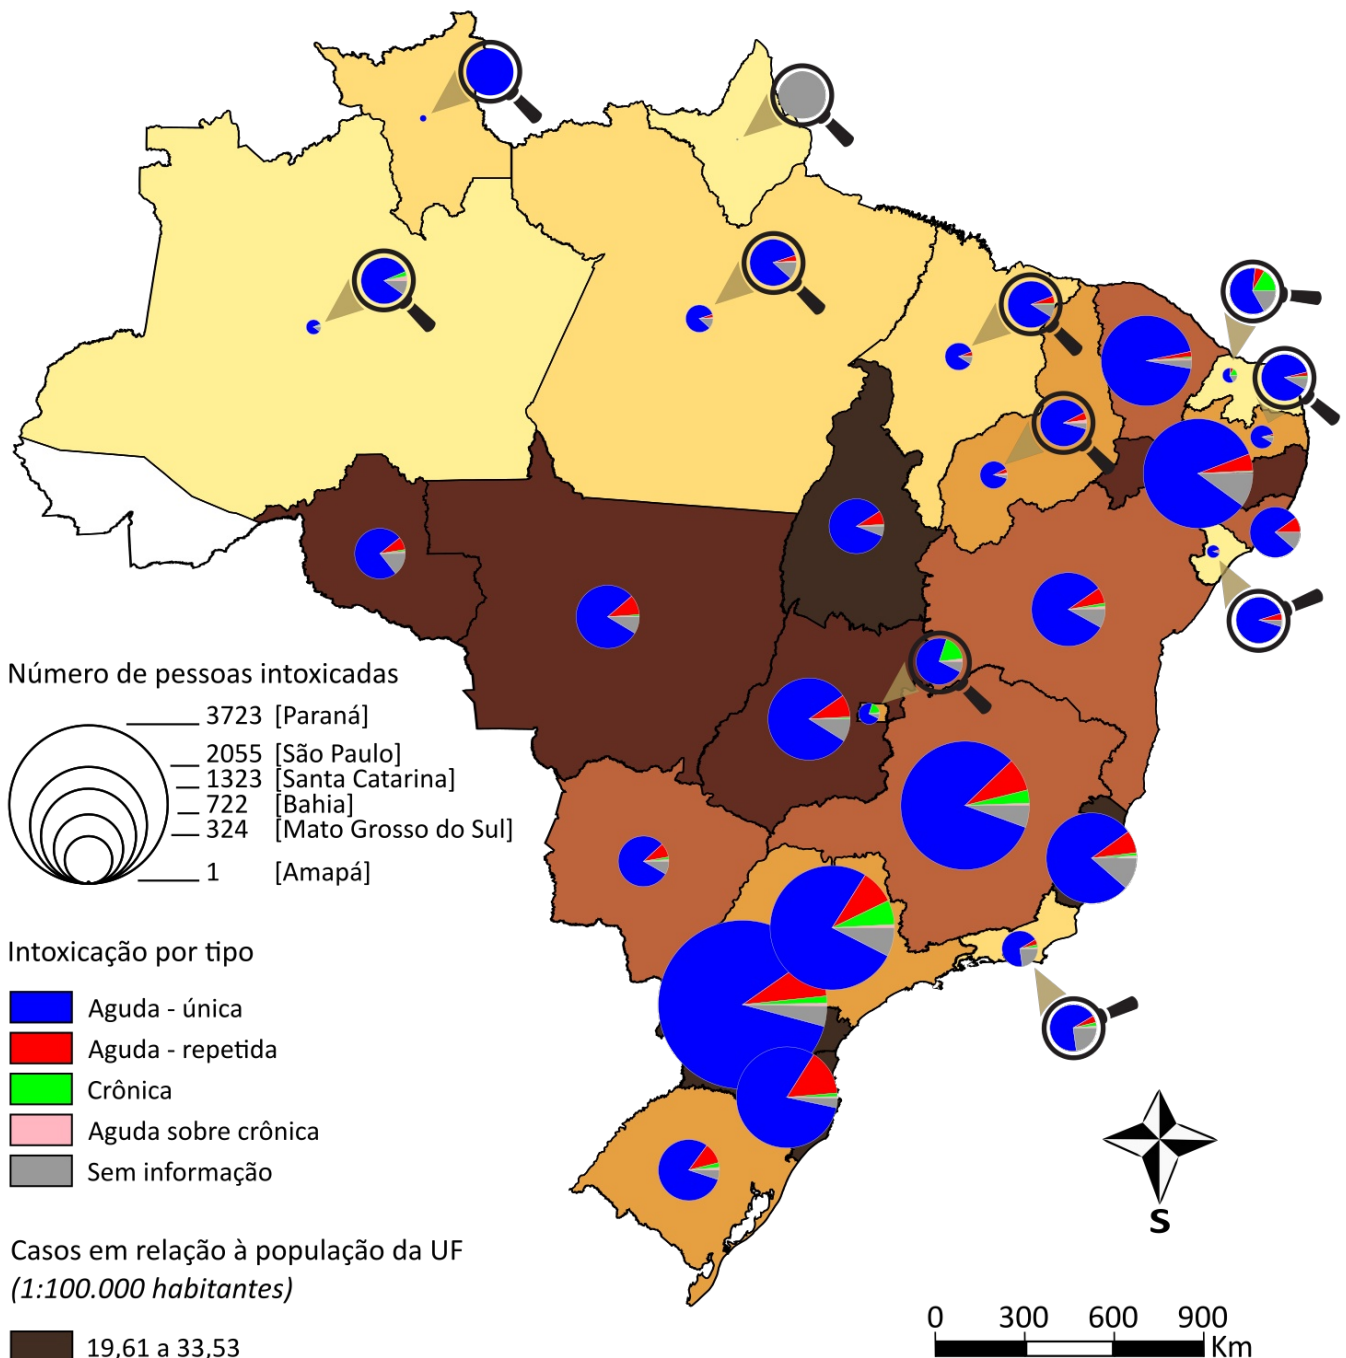 Número de pessoas intoxicadas
3723 [Paraná]
2055 [São Paulo]
1323 [Santa Catarina]
722 [Bahia]
324 [Mato Grosso do Sul]
1 [Amapá]
Intoxicação por tipo
Aguda - única
Aguda - repetida
Crônica
Aguda sobre crônica
Sem informação
Casos em relação à população da UF
(1:100.000 habitantes)
19,61 a 33,53
S
0 300 600 900
Km